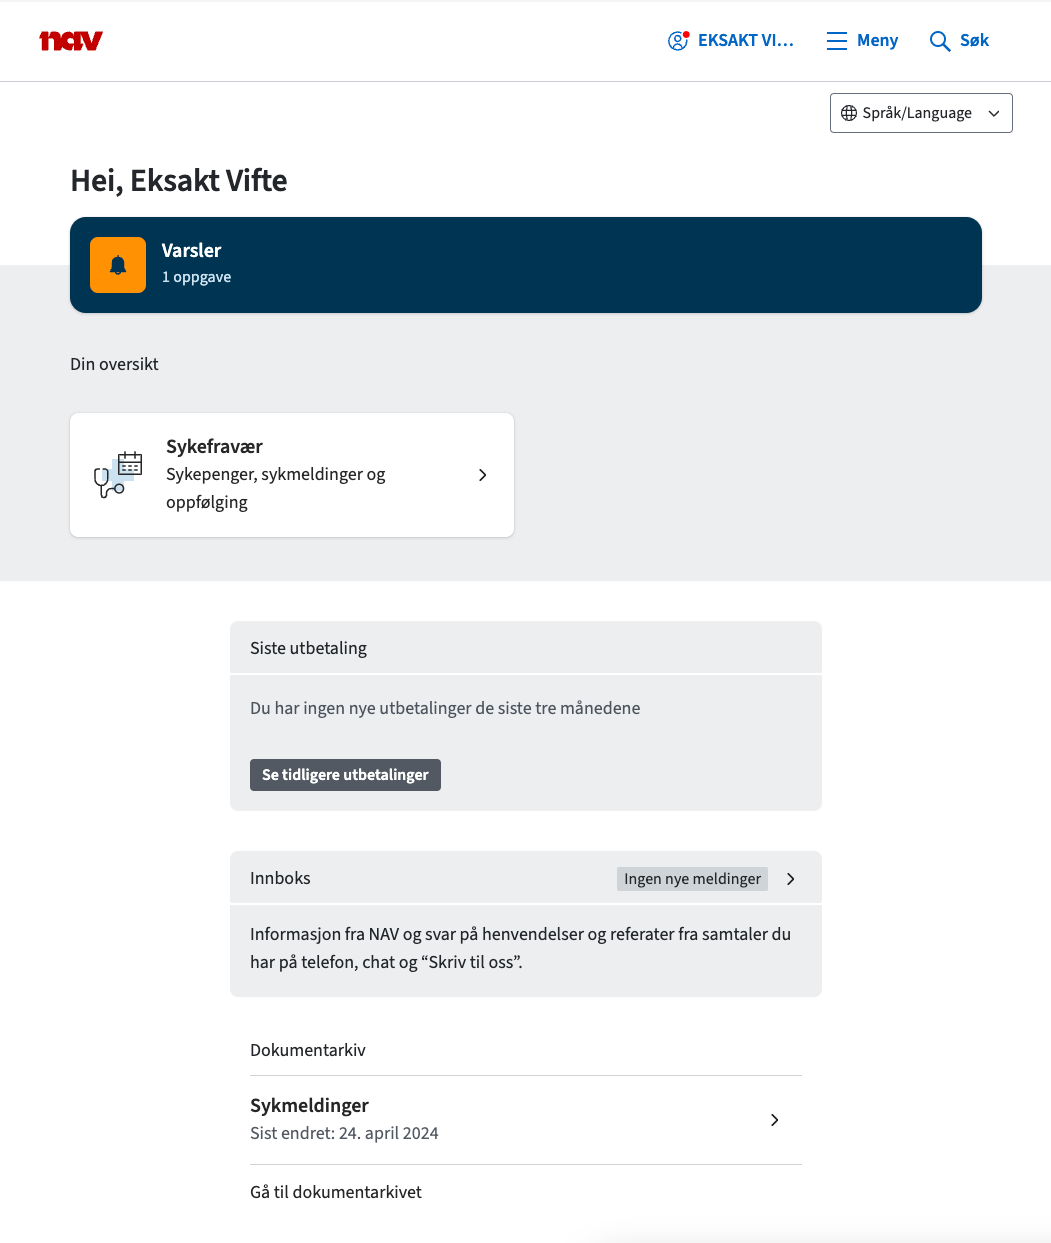 nav
EKSAKT VI...
Meny
Søk
Språk/Language
Hei, Eksakt Vifte
Varsler
1 oppgave
Din oversikt
Sykefravær
Sykepenger, sykmeldinger og
oppfølging
Siste utbetaling
Du har ingen nye utbetalinger de siste tre månedene
Se tidligere utbetalinger
Innboks
Ingen nye meldinger
Informasjon fra NAV og svar på henvendelser og referater fra samtaler du
har på telefon, chat og “Skriv til oss”.
Dokumentarkiv
Sykmeldinger
Sist endret: 24. april 2024
Gå til dokumentarkivet